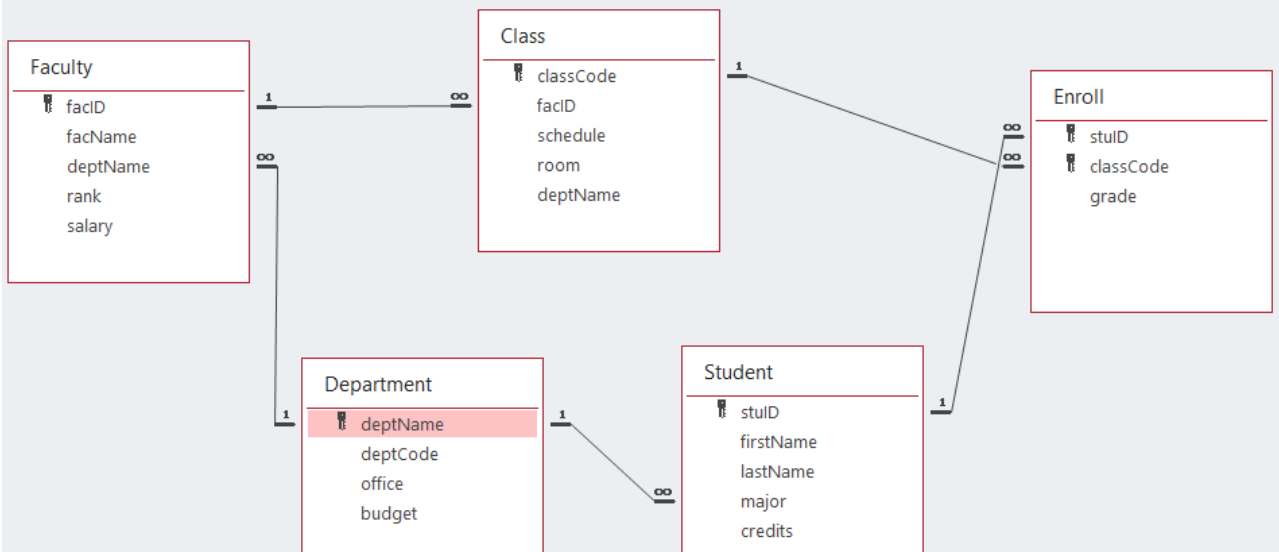 Faculty
facID
facName
deptName
rank
salary
1
∞
∞
Class
classCode
facID
schedule
room
deptName
1
∞
∞
Enroll
stuID
classCode
grade
Department
deptName
deptCode
office
budget
1
1
∞
Student
stuID
firstName
lastName
major
credits
1